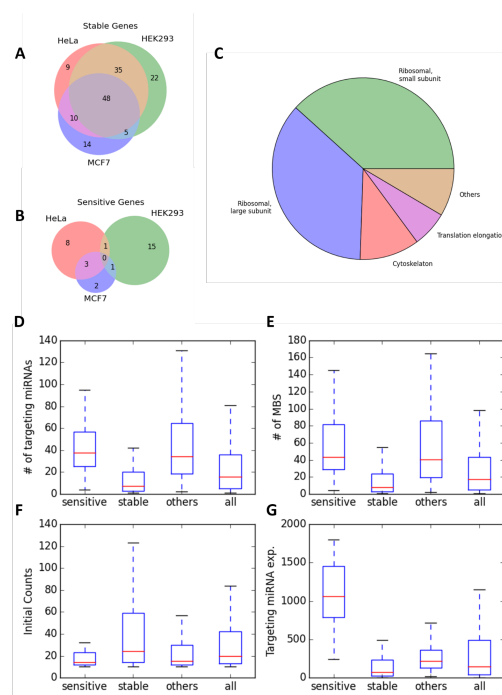 Stable Genes
A
HeLa
HEK293
9
35
22
48
10
5
14
MCF7
Sensitive Genes
B
HeLa
HEK293
8
1
15
0
3
1
2
MCF7
C
Ribosomal,
small subunit
Ribosomal,
large subunit
Others
Translation elongation
Cytoskelaton
D
140
120
100
80
60
40
20
0
# of targeting miRNAs
sensitive stable others all
E
180
160
140
120
100
80
60
40
20
0
# of MBS
sensitive stable others all
F
140
120
100
80
60
40
20
0
Initial Counts
sensitive stable others all
G
2000
1500
1000
500
0
Targeting miRNA exp.
sensitive stable others all